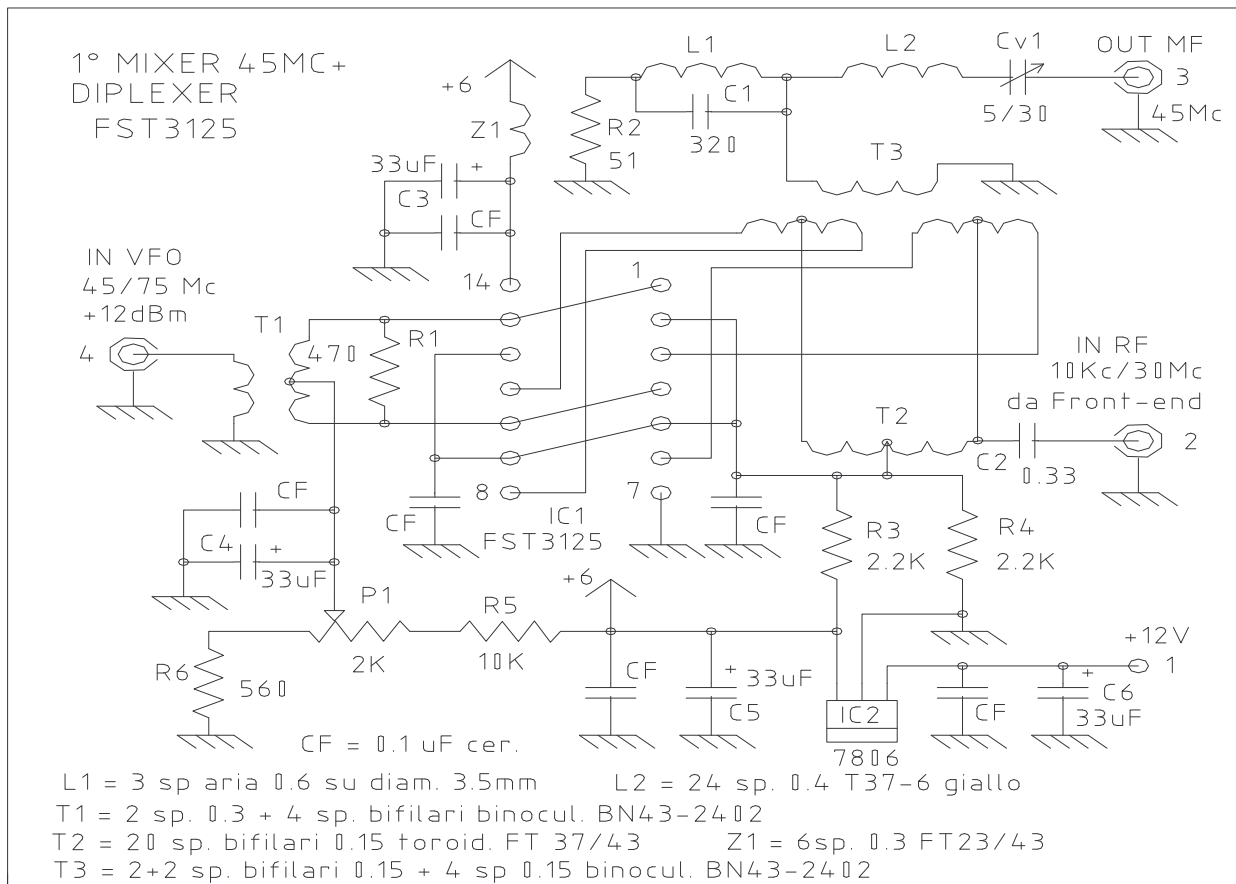 1° MIXER 45MC+
DIPLEXER
FST3125
+6
Z1
33uF +
C3
CF
L1
L2
Cv1
OUT MF
3
45Mc
5/30
C1
320
R2
51
T3
IN VFO
45/75 Mc
+12dBm
4
T1
470
R1
14
1
8
7
IC1
FST3125
CF
CF
IN RF
10Kc/30Mc
da Front-end
2
T2
C2
0.33
R3
2.2K
R4
2.2K
CF
C4
+
33uF
P1
2K
R5
10K
R6
560
+6
CF
+
33uF
C5
IC2
7806
+12V
1
CF
+
C6
33uF
CF = 0.1 uF cer.
L1 = 3 sp aria 0.6 su diam. 3.5mm L2 = 24 sp. 0.4 T37-6 giallo
T1 = 2 sp. 0.3 + 4 sp. bifilari binocul. BN43-2402
T2 = 20 sp. bifilari 0.15 toroid. FT 37/43 Z1 = 6sp. 0.3 FT23/43
T3 = 2+2 sp. bifilari 0.15 + 4 sp 0.15 binocul. BN43-2402